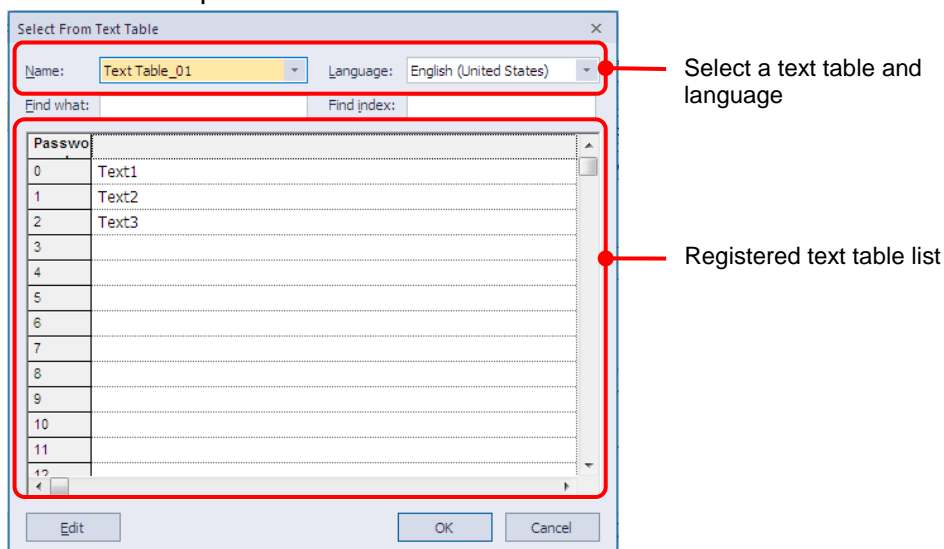 Select From Text Table
Name: Text Table_01 Language: English (United States)
Select a text table and
language
Find what: Find index:
Passwo
0 Text1
1 Text2
2 Text3
3
Registered text table list
4
5
6
7
8
9
10
11
12
Edit OK Cancel